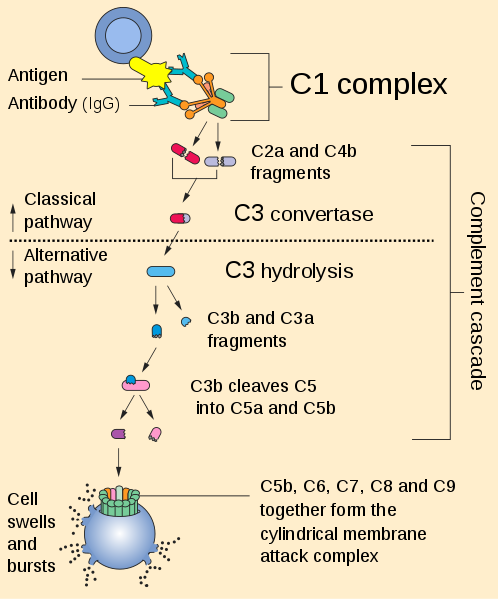 Antigen
Antibody (IgG)
C1 complex
C2a and C4b
fragments
Classical
pathway
C3 convertase
Alternative
pathway
C3 hydrolysis
C3b and C3a
fragments
C3b cleaves C5
into C5a and C5b
Complement cascade
Cell
swells
and
bursts
C5b, C6, C7, C8 and C9
together form the
cylindrical membrane
attack complex